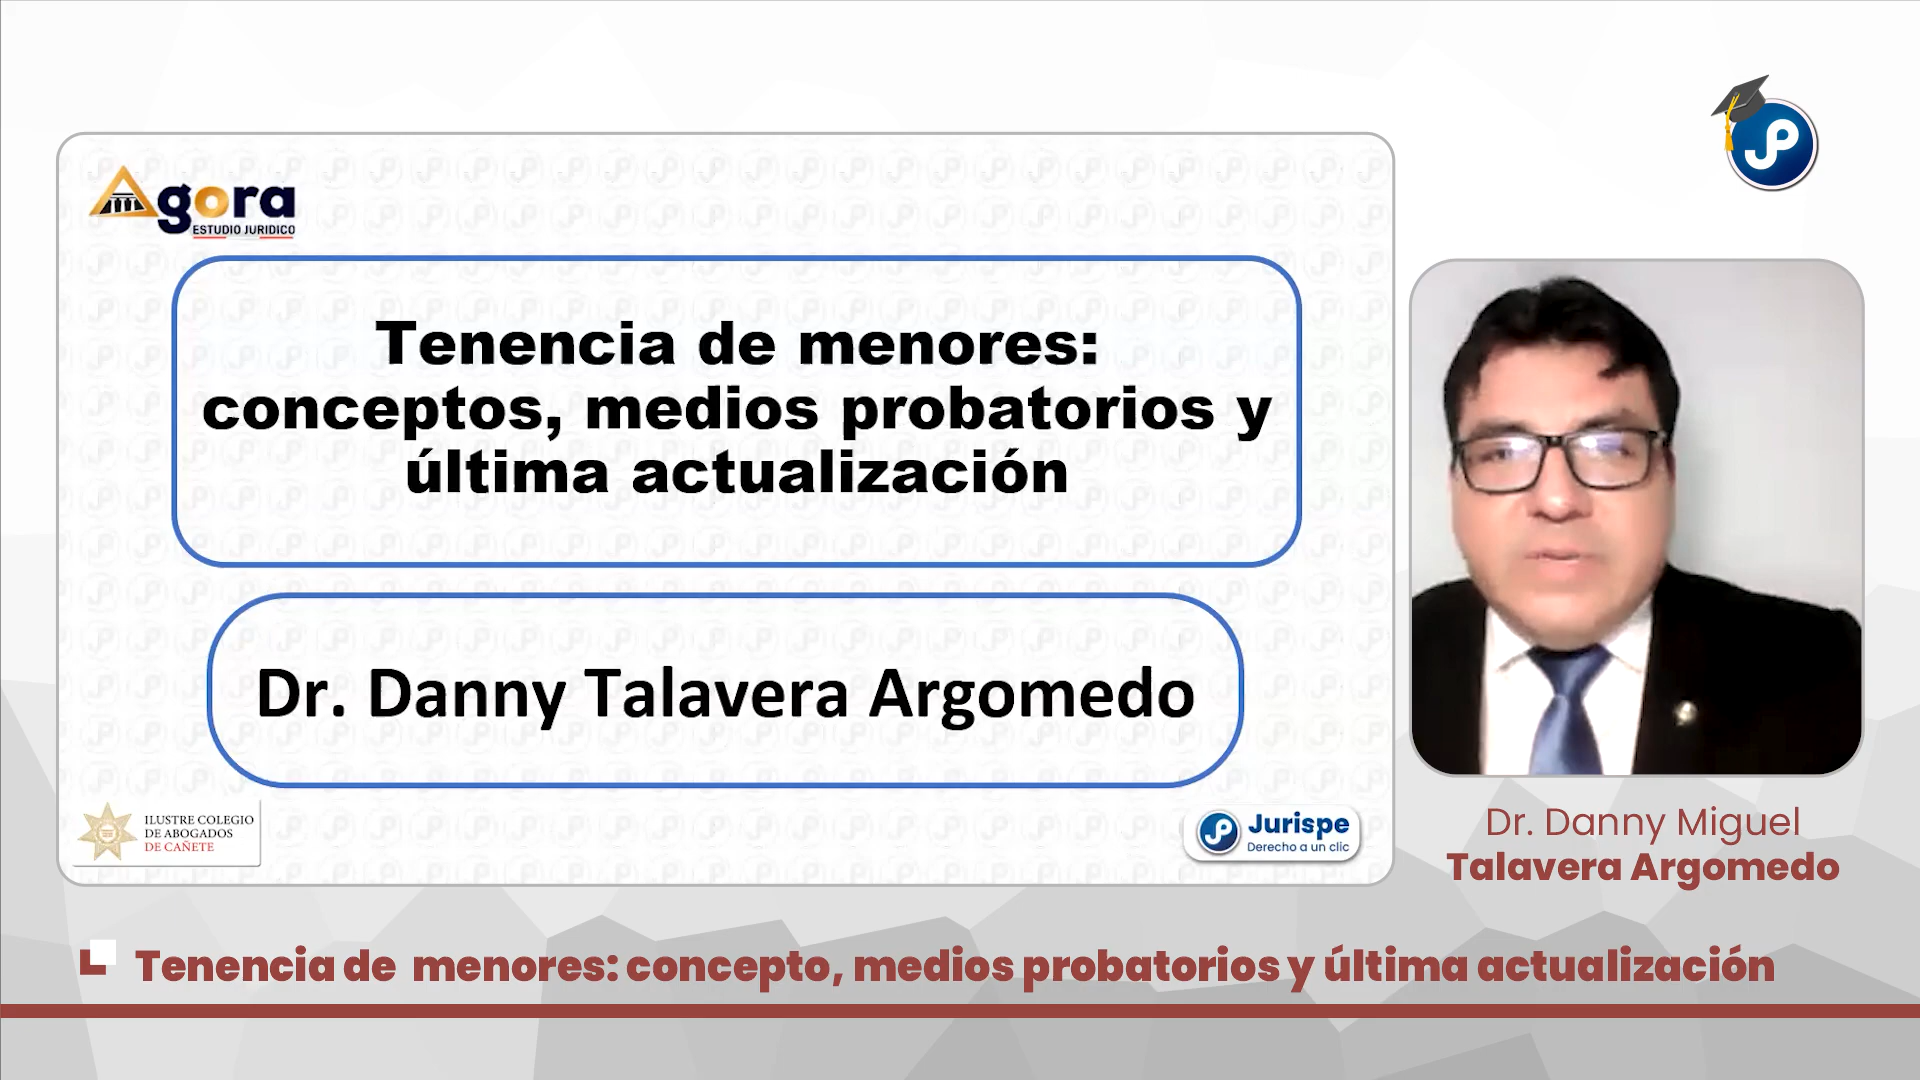 Agora
ESTUDIO JURIDICO
Tenencia de menores:
conceptos, medios probatorios y
última actualización
Dr. Danny Talavera Argomedo
ILUSTRE COLEGIO
DE ABOGADOS
DE CAÑETE
JP
Jurispe
Derecho a un clic
JP
Dr. Danny Miguel
Talavera Argomedo
Tenencia de menores: concepto, medios probatorios y última actualización